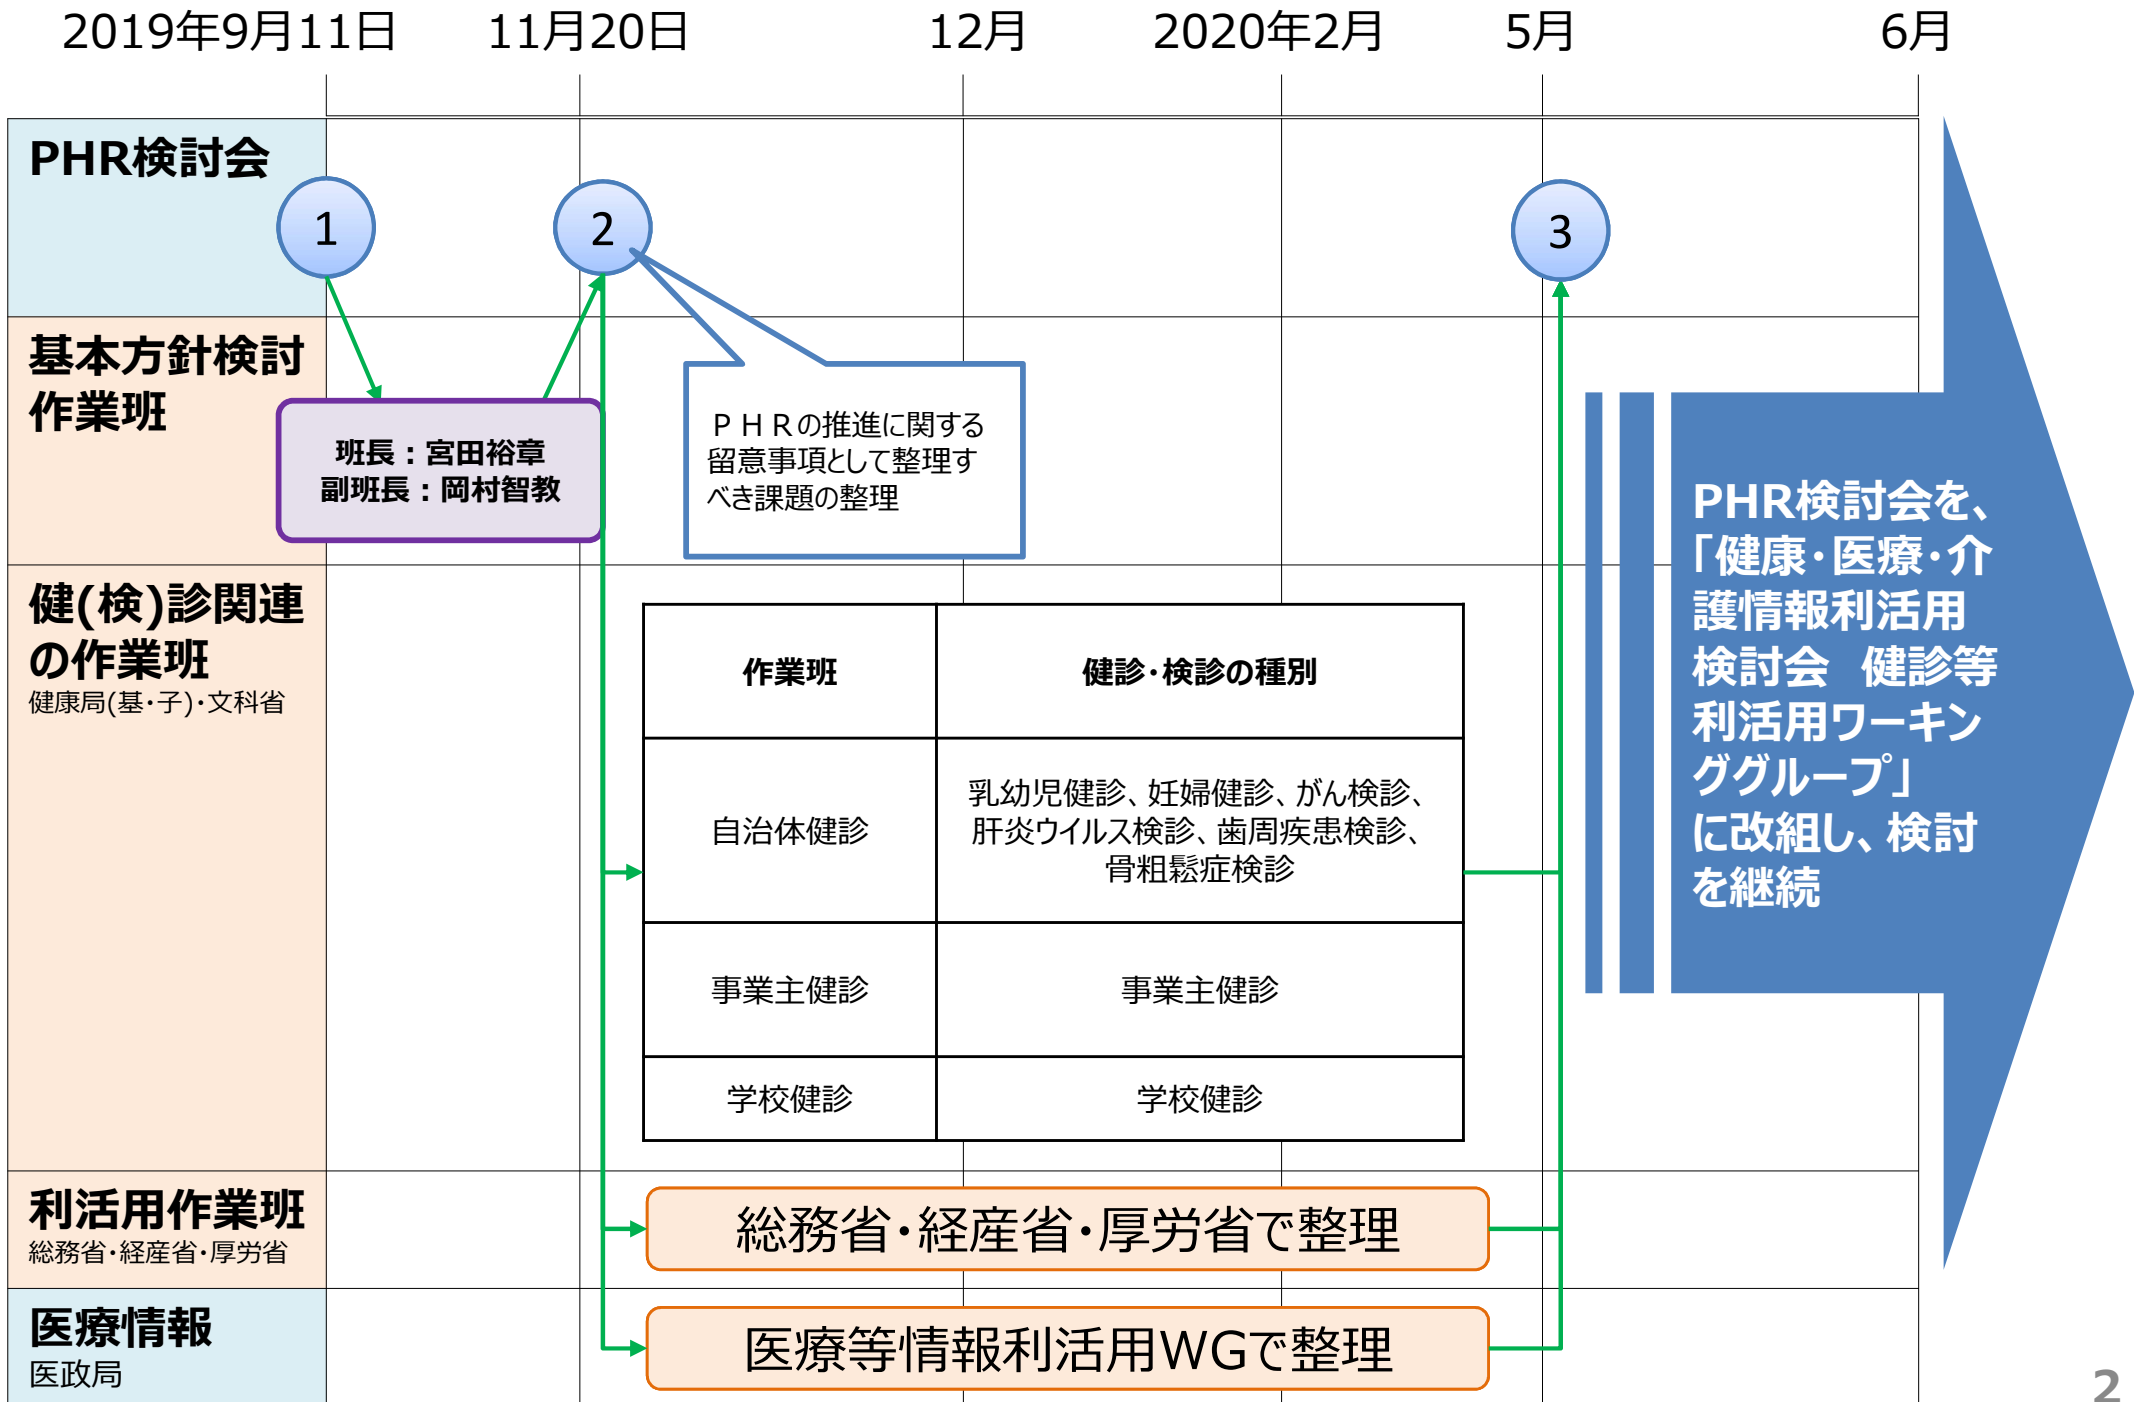 2019年9月11日
11月20日
12月
2020年2月
5月
6月
PHR検討会
1
2
3
基本方針検討
作業班
班長：宮田裕章
副班長：岡村智教
ＰＨＲの推進に関する
留意事項として整理す
べき課題の整理
健(検)診関連
の作業班
健康局(基・子)・文科省
作業班
健診・検診の種別
自治体健診
乳幼児健診、妊婦健診、がん検診、
肝炎ウイルス検診、歯周疾患検診、
骨粗鬆症検診
事業主健診
事業主健診
学校健診
学校健診
PHR検討会を、
「健康・医療・介
護情報利活用
検討会　健診等
利活用ワーキン
ググループ」
に改組し、検討
を継続
利活用作業班
総務省・経産省・厚労省
総務省・経産省・厚労省で整理
医療情報
医政局
医療等情報利活用WGで整理
2